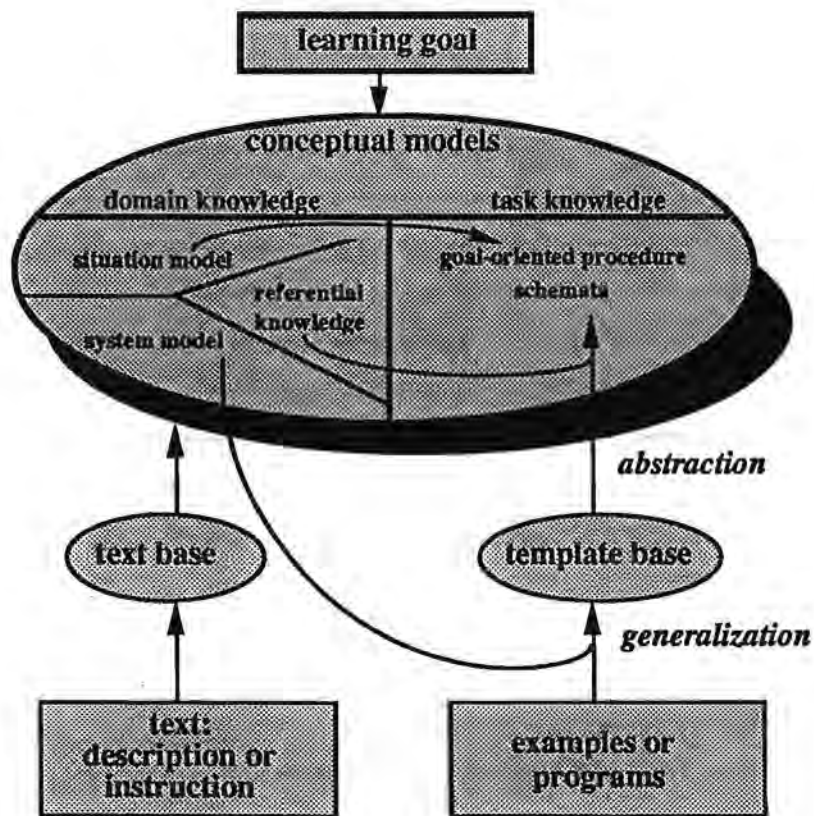 learning goal
conceptual models
domain knowledge
task knowledge
situation model
goal-oriented procedure
schemata
referential
knowledge
system model
abstraction
text base
template base
generalization
text:
description or
instruction
examples or
programs